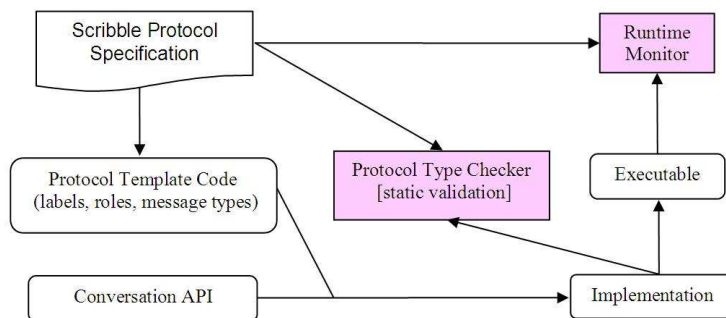 Scribble Protocol
Specification
Runtime
Monitor
Protocol Template Code
(labels, roles, message types)
Protocol Type Checker
[static validation]
Executable
Conversation API
Implementation